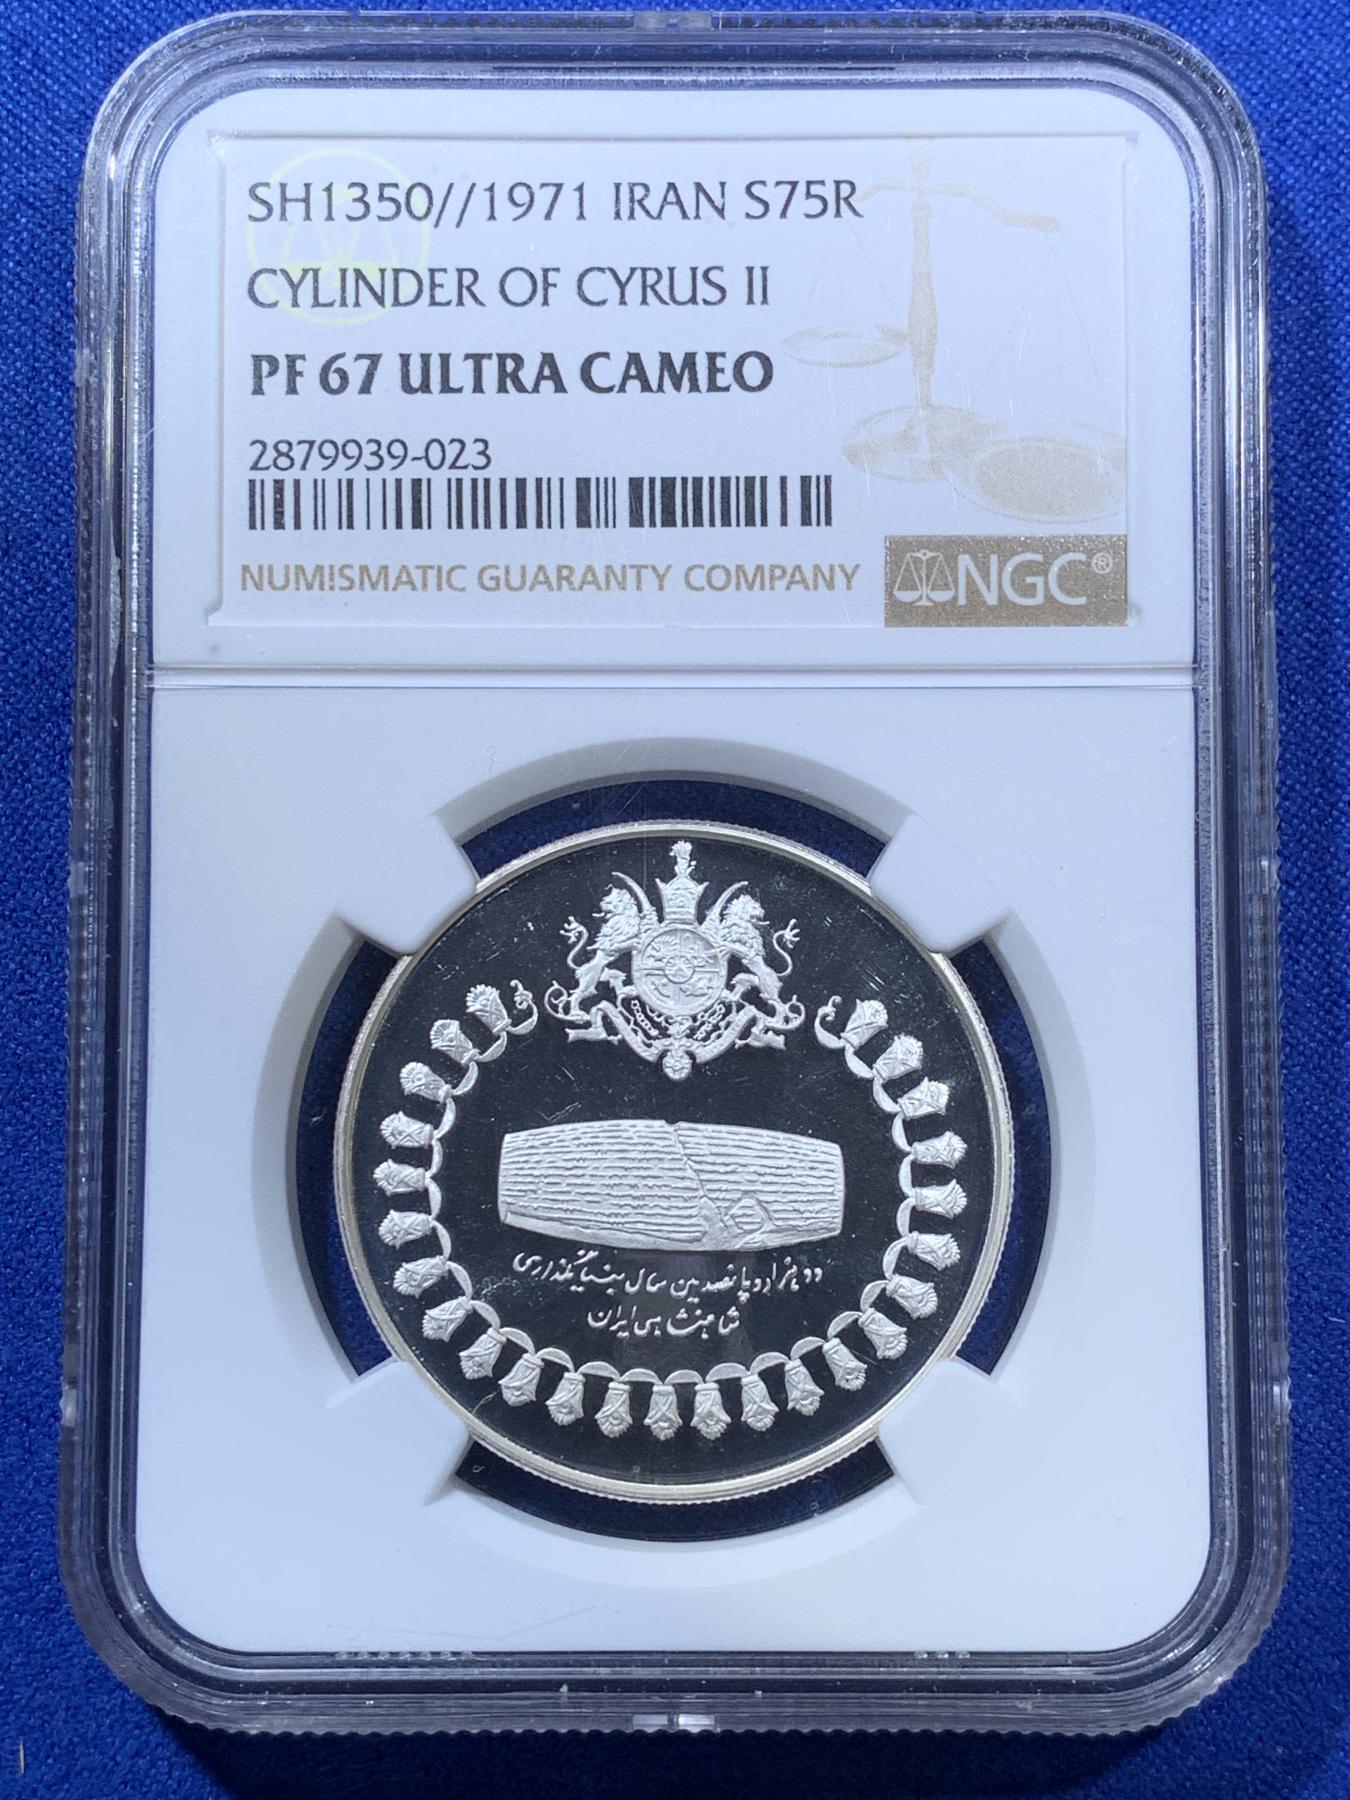 SH1350//1971 IRAN S75R
CYLINDER OF CYRUS II
PF 67 ULTRA CAMEO
2879939-023
NUMISMATIC GUARANTY COMPANY
NGC®
دو هزار و پانصدمین سال بنیانگذاری
شاهنشاهی ایران